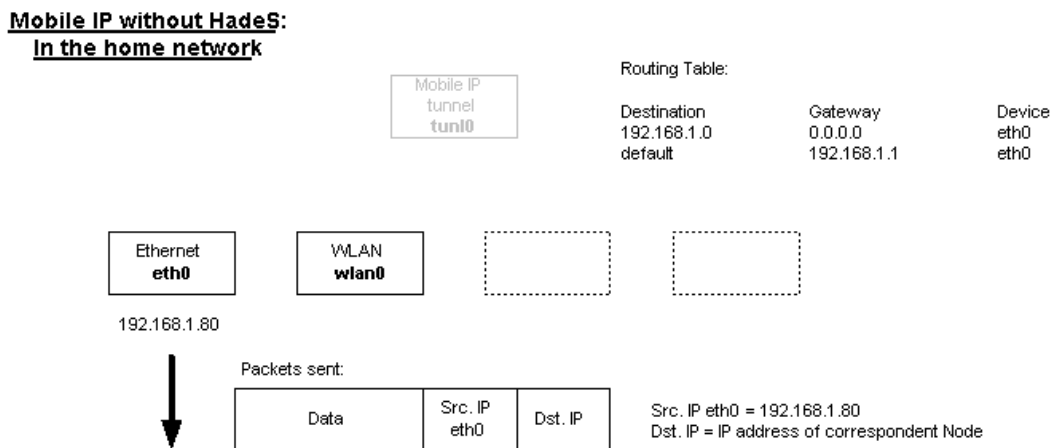 Mobile IP without HadeS:
In the home network
Mobile IP
tunnel
tunl0
Routing Table:
Destination Gateway Device
192.168.1.0 0.0.0.0 eth0
default 192.168.1.1 eth0
Ethernet
eth0
WLAN
wlan0
192.168.1.80
Packets sent:
Data
Src. IP
eth0
Dst. IP
Src. IP eth0 = 192.168.1.80
Dst. IP = IP address of correspondent Node